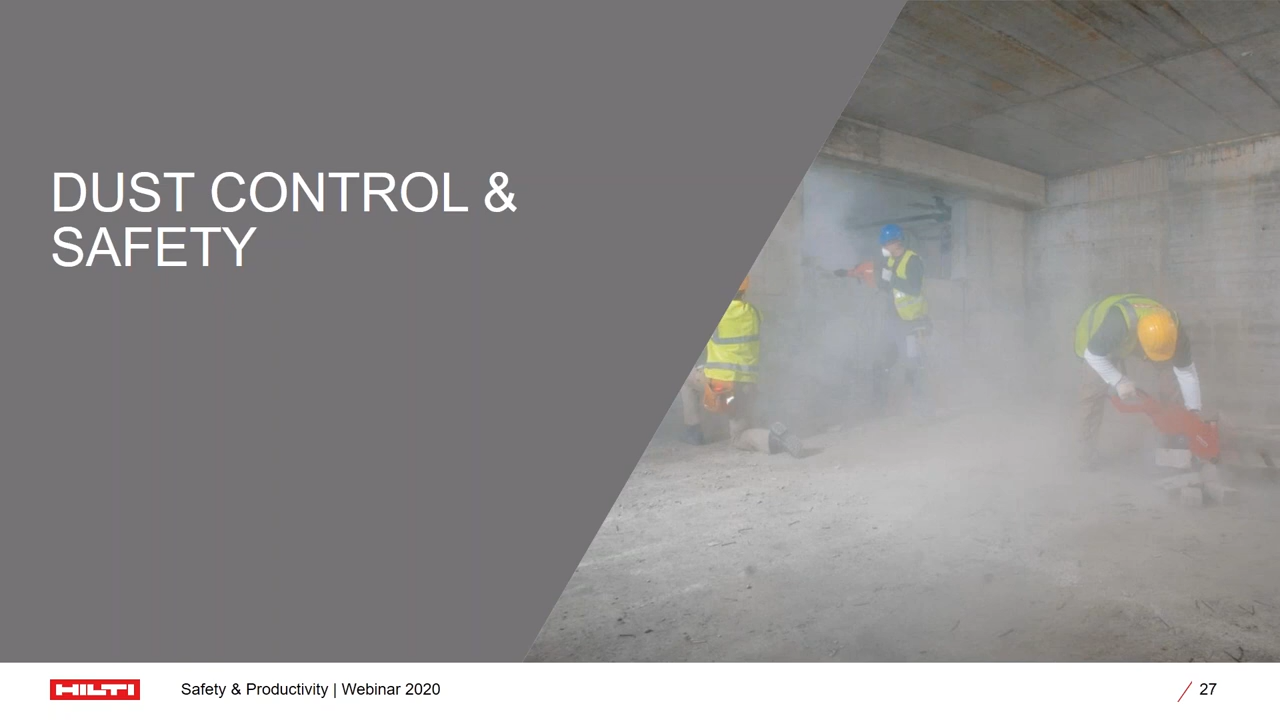 DUST CONTROL &
SAFETY
HILTI
Safety & Productivity | Webinar 2020
27